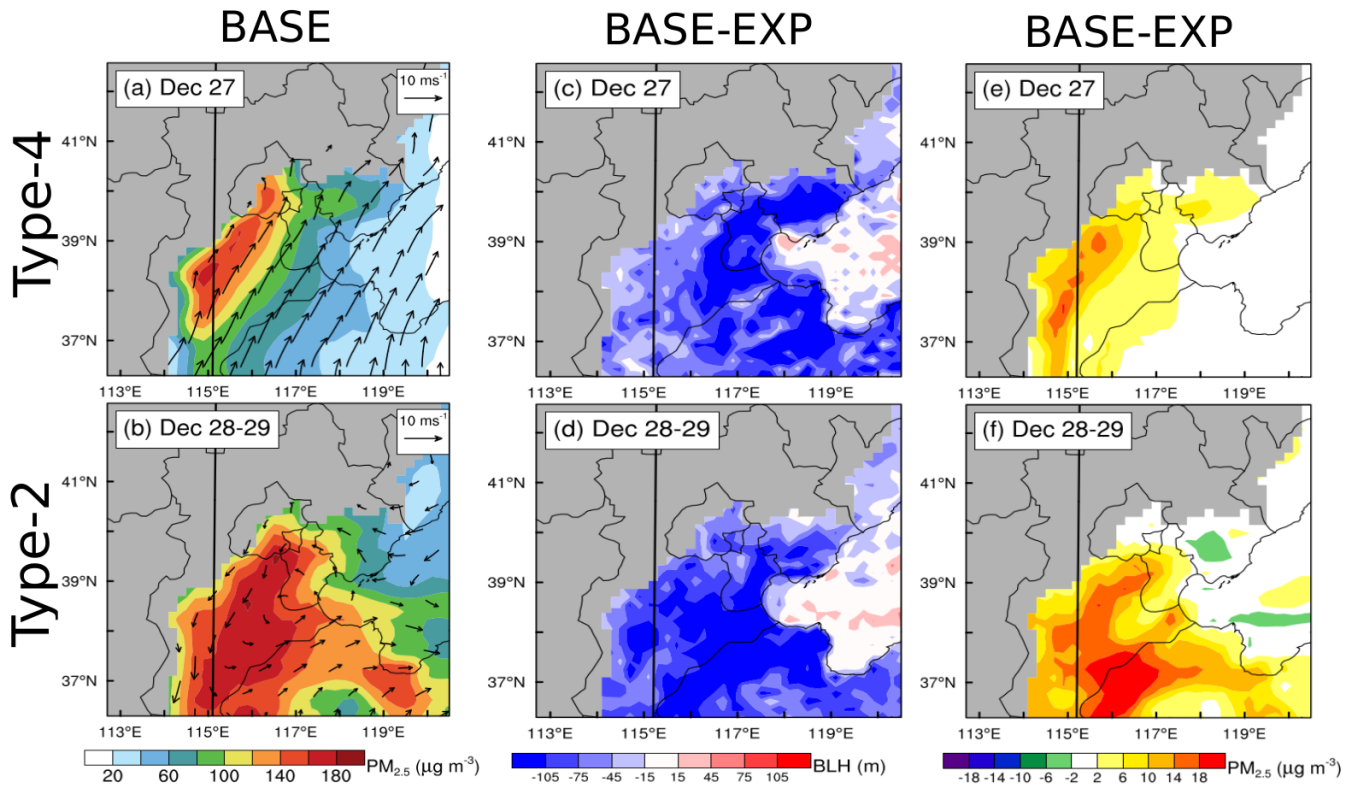 BASE BASE-EXP BASE-EXP
Type-4
(a) Dec 27
10 ms⁻¹
(c) Dec 27
(e) Dec 27
41°N 41°N 41°N
39°N 39°N 39°N
37°N 37°N 37°N
113°E 115°E 117°E 119°E 113°E 115°E 117°E 119°E 113°E 115°E 117°E 119°E
Type-2
(b) Dec 28-29
10 ms⁻¹
(d) Dec 28-29
(f) Dec 28-29
41°N 41°N 41°N
39°N 39°N 39°N
37°N 37°N 37°N
113°E 115°E 117°E 119°E 113°E 115°E 117°E 119°E 113°E 115°E 117°E 119°E
20 60 100 140 180 PM₂.₅ (μg m⁻³)
-105 -75 -45 -15 15 45 75 105 BLH (m)
-18 -14 -10 -6 -2 2 6 10 14 18 PM₂.₅ (μg m⁻³)